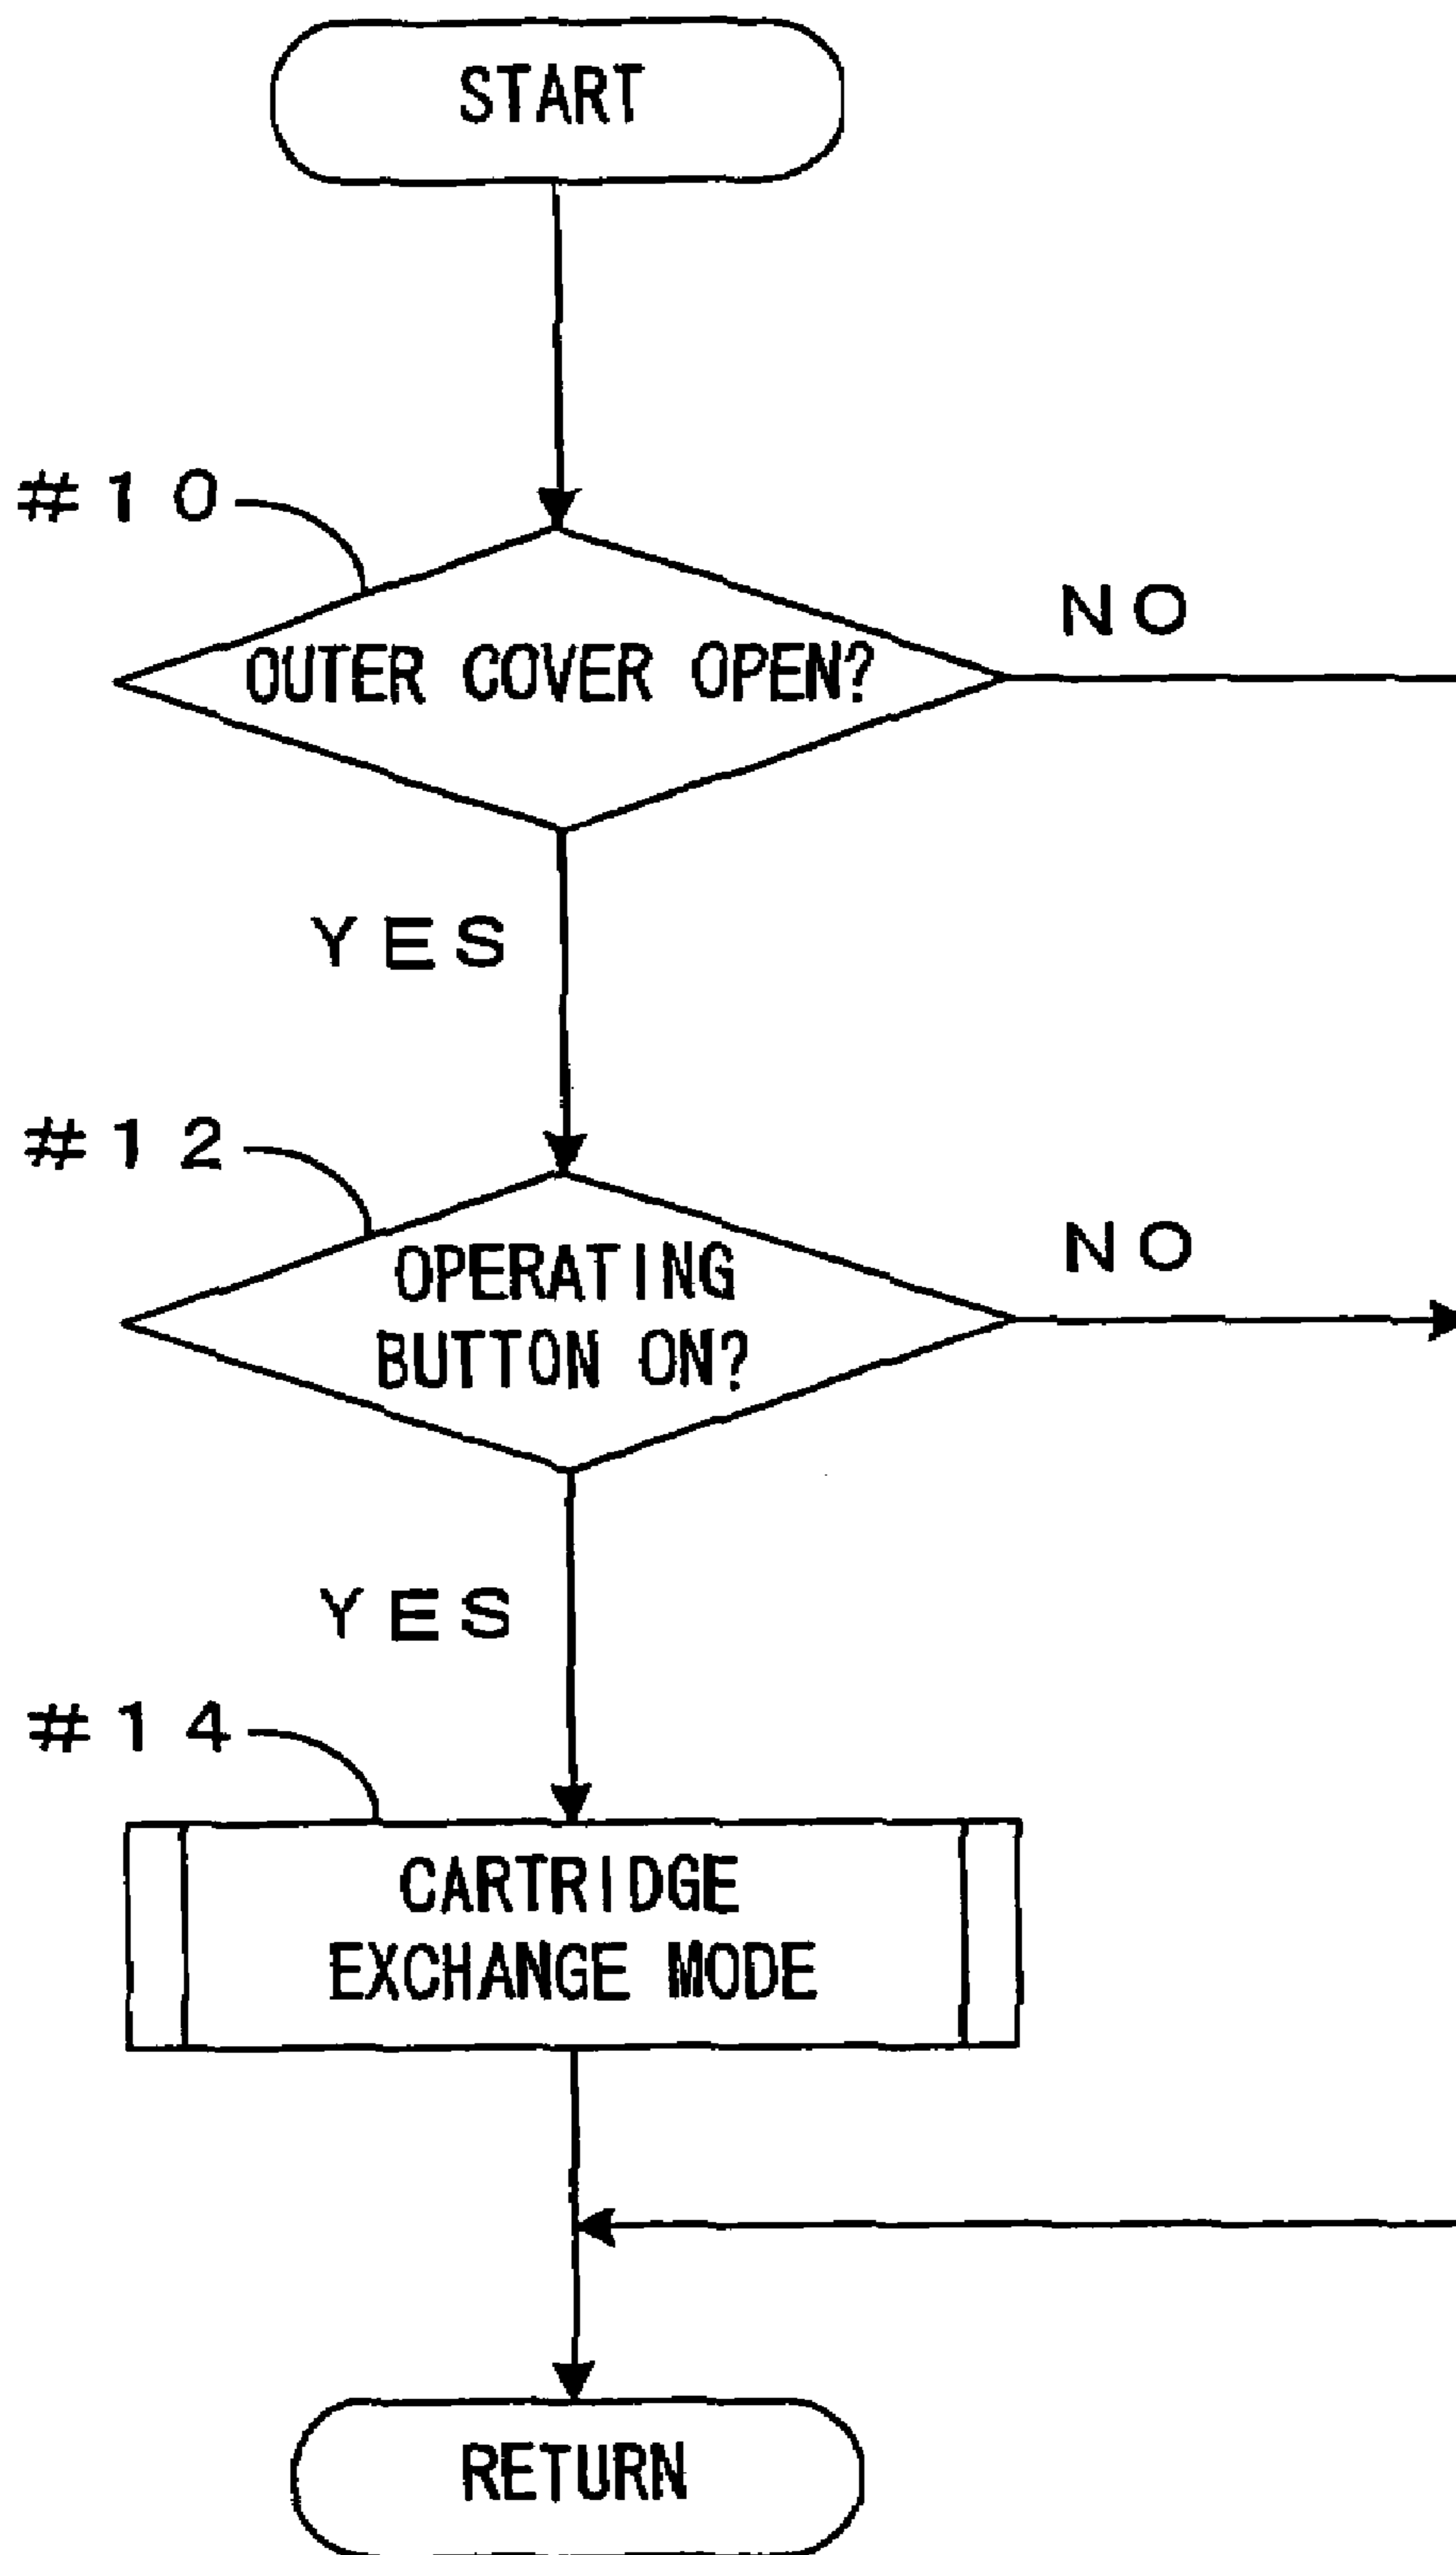 START
#10
OUTER COVER OPEN?
NO
YES
#12
OPERATING
BUTTON ON?
NO
YES
#14
CARTRIDGE
EXCHANGE MODE
RETURN